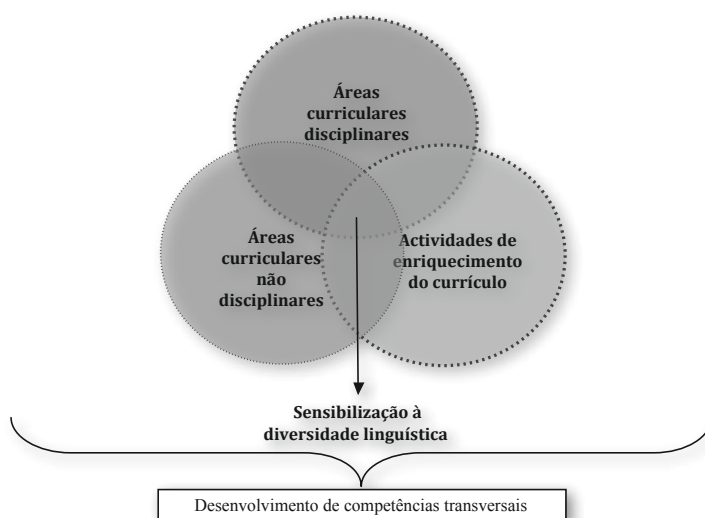 Áreas
curriculares
disciplinares
Áreas
curriculares
não
disciplinares
Actividades de
enriquecimento
do currículo
Sensibilização à
diversidade linguística
Desenvolvimento de competências transversais